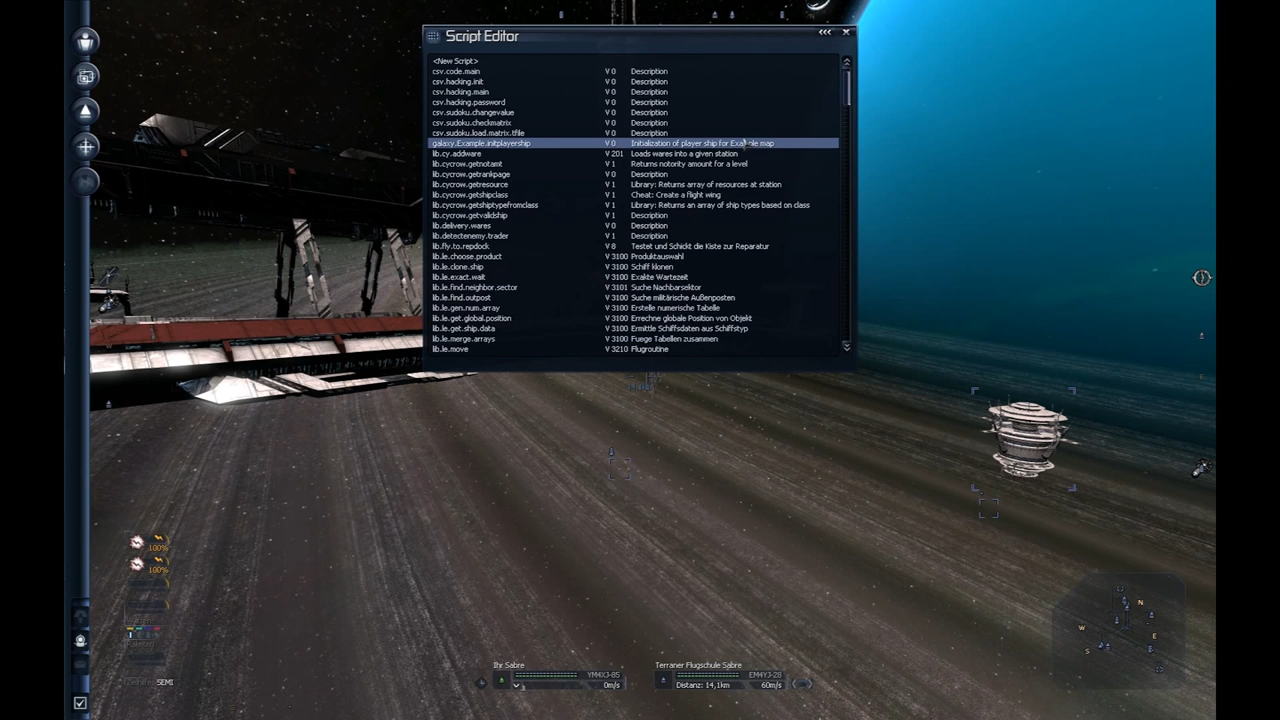 Script Editor
<New Script>
csv.code.main V 0 Description
csv.hacking.init V 0 Description
csv.hacking.main V 0 Description
csv.hacking.password V 0 Description
csv.sudoku.changevalue V 0 Description
csv.sudoku.checkmatrix V 0 Description
csv.sudoku.load.matrix.tfile V 0 Description
galaxy.Example.initplayership V 0 Initialization of player ship for Example map
lib.cy.addware V 201 Loads wares into a given station
lib.cycrow.getnotamt V 1 Returns notority amount for a level
lib.cycrow.getrankpage V 0 Description
lib.cycrow.getresource V 1 Library: Returns array of resources at station
lib.cycrow.getshipclass V 1 Cheat: Create a flight wing
lib.cycrow.getshiptypefromclass V 1 Library: Returns an array of ship types based on class
lib.cycrow.getvalidship V 1 Description
lib.delivery.wares V 0 Description
lib.detectenemy.trader V 1 Description
lib.fly.to.repdock V 8 Testet und Schickt die Kiste zur Reparatur
lib.le.choose.product V 3100 Produktauswahl
lib.le.clone.ship V 3100 Schiff klonen
lib.le.exact.wait V 3100 Exakte Wartezeit
lib.le.find.neighbor.sector V 3101 Suche Nachbarsektor
lib.le.find.outpost V 3100 Suche militärische Außenposten
lib.le.gen.num.array V 3100 Erstelle numerische Tabelle
lib.le.get.global.position V 3100 Errechne globale Position von Objekt
lib.le.get.ship.data V 3100 Ermittle Schiffsdaten aus Schiffstyp
lib.le.merge.arrays V 3100 Fuege Tabellen zusammen
lib.le.move V 3210 Flugroutine
100%
100%
SEMI
N
W
E
S
Ihr Sabre
YM4XJ-85
0m/s
Terraner Flugschule Sabre
EM4YJ-28
Distanz: 14,1km 60m/s